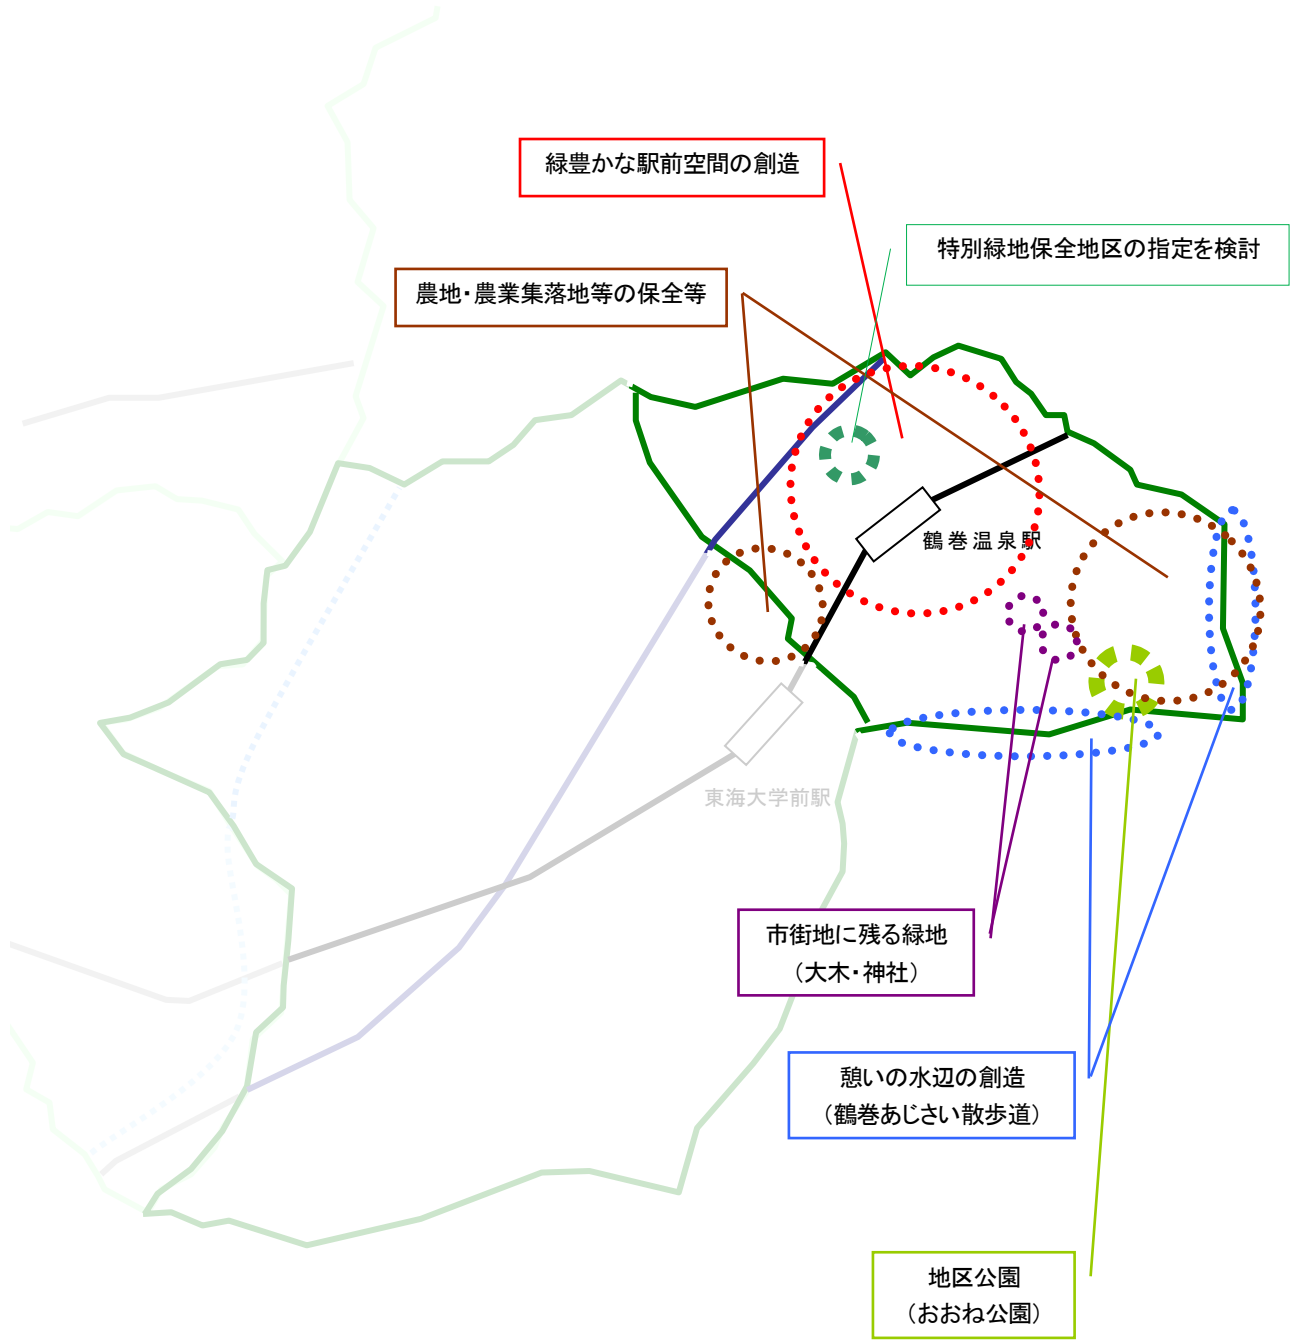 緑豊かな駅前空間の創造
特別緑地保全地区の指定を検討
農地・農業集落地等の保全等
鶴巻温泉駅
東海大学前駅
市街地に残る緑地
（大木・神社）
憩いの水辺の創造
（鶴巻あじさい散歩道）
地区公園
（おおね公園）